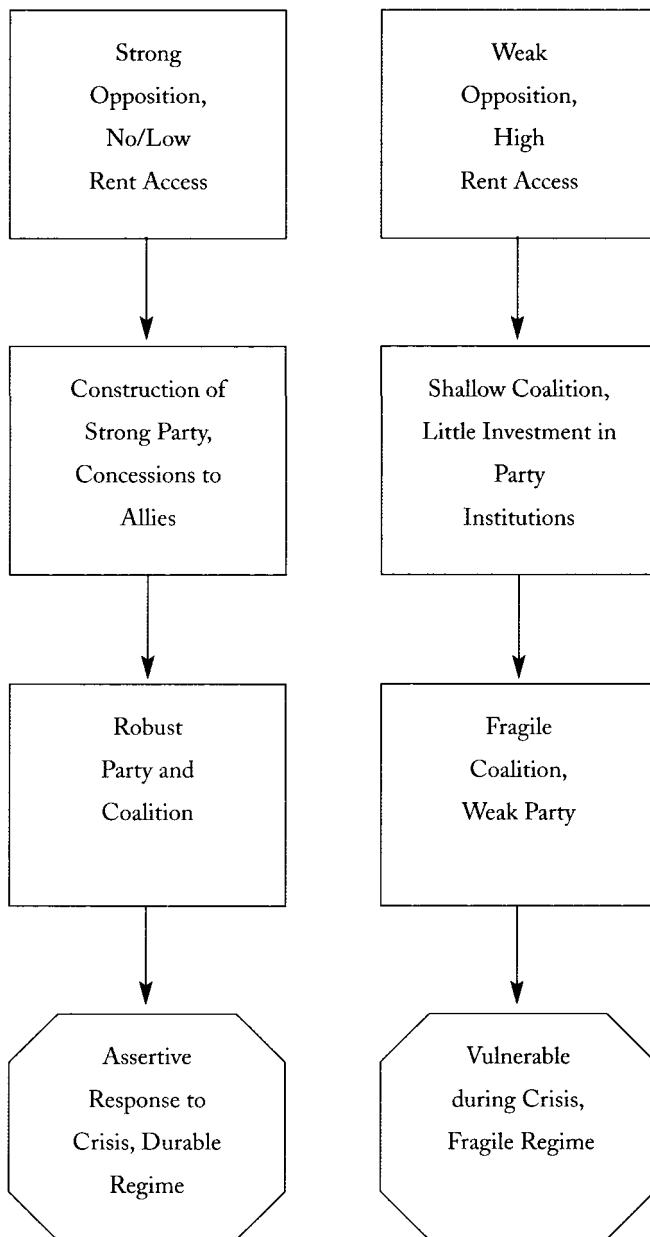 Strong
Opposition,
No/Low
Rent Access
Construction of
Strong Party,
Concessions to
Allies
Robust
Party and
Coalition
Assertive
Response to
Crisis, Durable
Regime
Weak
Opposition,
High
Rent Access
Shallow Coalition,
Little Investment in
Party
Institutions
Fragile
Coalition,
Weak Party
Vulnerable
during Crisis,
Fragile Regime